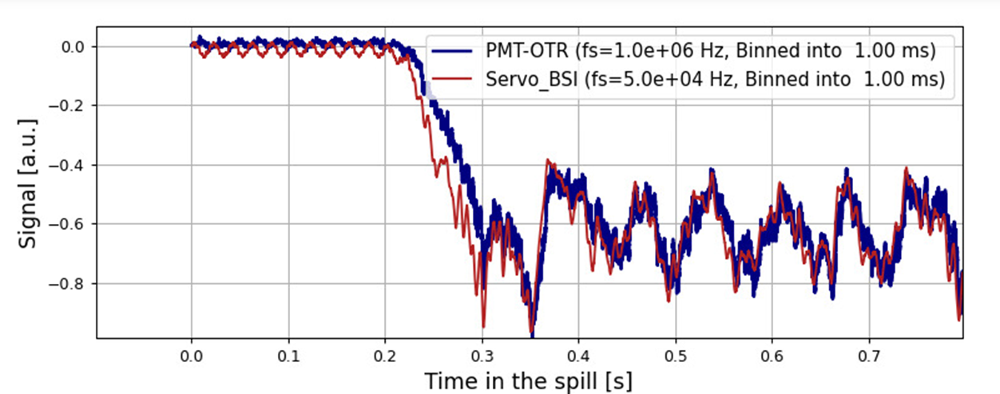 PMT-OTR (fs=1.0e+06 Hz, Binned into 1.00 ms)
Servo_BSI (fs=5.0e+04 Hz, Binned into 1.00 ms)
Signal [a.u.]
0.0
−0.2
−0.4
−0.6
−0.8
0.0 0.1 0.2 0.3 0.4 0.5 0.6 0.7
Time in the spill [s]